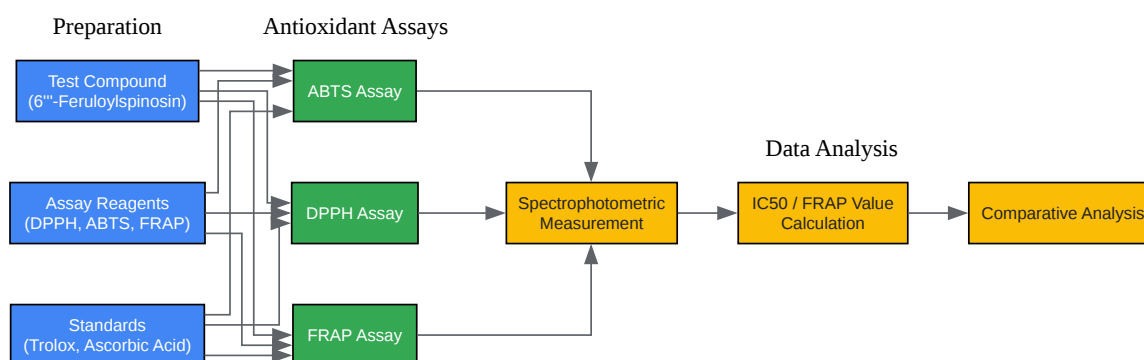 Preparation
Antioxidant Assays
Test Compound
(6'''-Feruloylspinosin)
ABTS Assay
Data Analysis
Assay Reagents
(DPPH, ABTS, FRAP)
DPPH Assay
Spectrophotometric
Measurement
IC50 / FRAP Value
Calculation
Comparative Analysis
Standards
(Trolox, Ascorbic Acid)
FRAP Assay